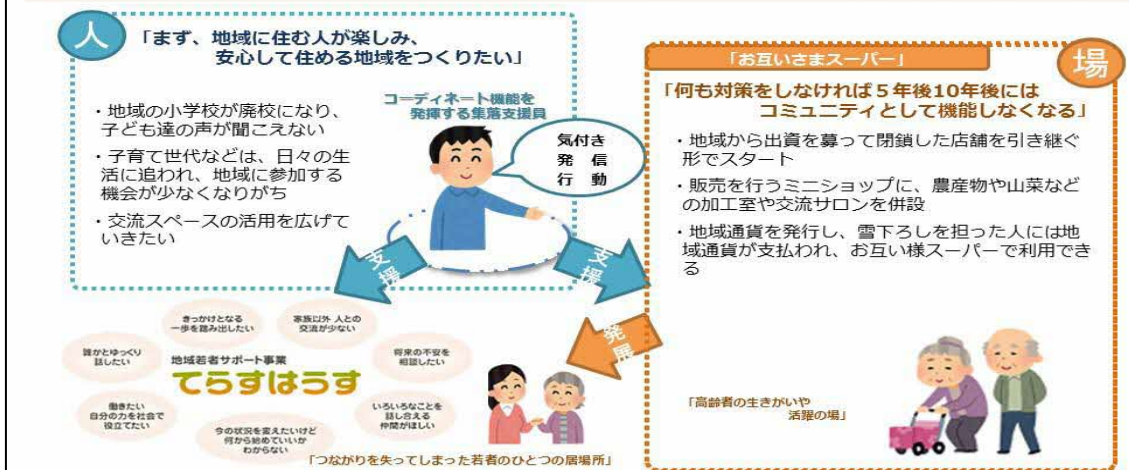 人
「まず、地域に住む人が楽しみ、
安心して住める地域をつくりたい」
・地域の小学校が廃校になり、
子ども達の声が聞こえない
・子育て世代などは、日々の生
活に追われ、地域に参加する
機会が少なくなりがち
・交流スペースの活用を広げて
いきたい
コーディネート機能を
発揮する集落支援員
気付き
発 信
行 動
支援
支援
場
「お互いさまスーパー」
「何も対策をしなければ5年後10年後には
コミュニティとして機能しなくなる」
・地域から出資を募って閉鎖した店舗を引き継ぐ
形でスタート
・販売を行うミニショップに、農産物や山菜など
の加工室や交流サロンを併設
・地域通貨を発行し、雪下ろしを担った人には地
域通貨が支払われ、お互い様スーパーで利用でき
る
「高齢者の生きがいや
活躍の場」
発展
きっかけとなる
一歩を踏み出したい
家族以外 人との
交流が少ない
誰かとゆっくり
話したい
地域若者サポート事業
てらすはうす
将来の不安を
相談したい
働きたい
自分の力を社会で
役立てたい
今の状況を変えたいけど
何から始めていいか
わからない
いろいろなことを
話し合える
仲間がほしい
「つながりを失ってしまった若者のひとつの居場所」